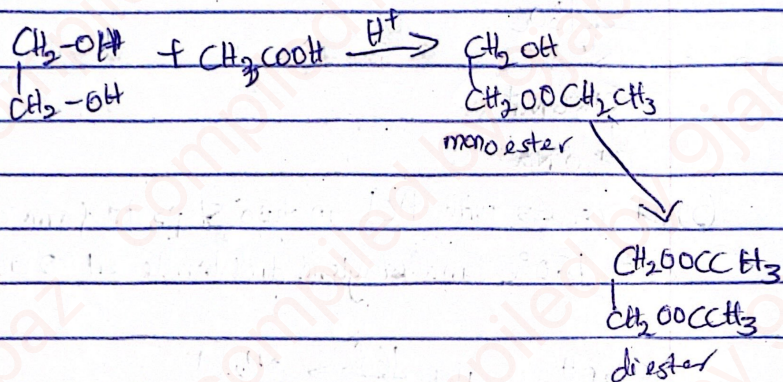 CH₂-OH + CH₃COOH H⁺ → CH₂OH
CH₂-OH CH₂OOCH₂CH₃
monoester
CH₂OOCCH₃
CH₂OOCCH₃
diester